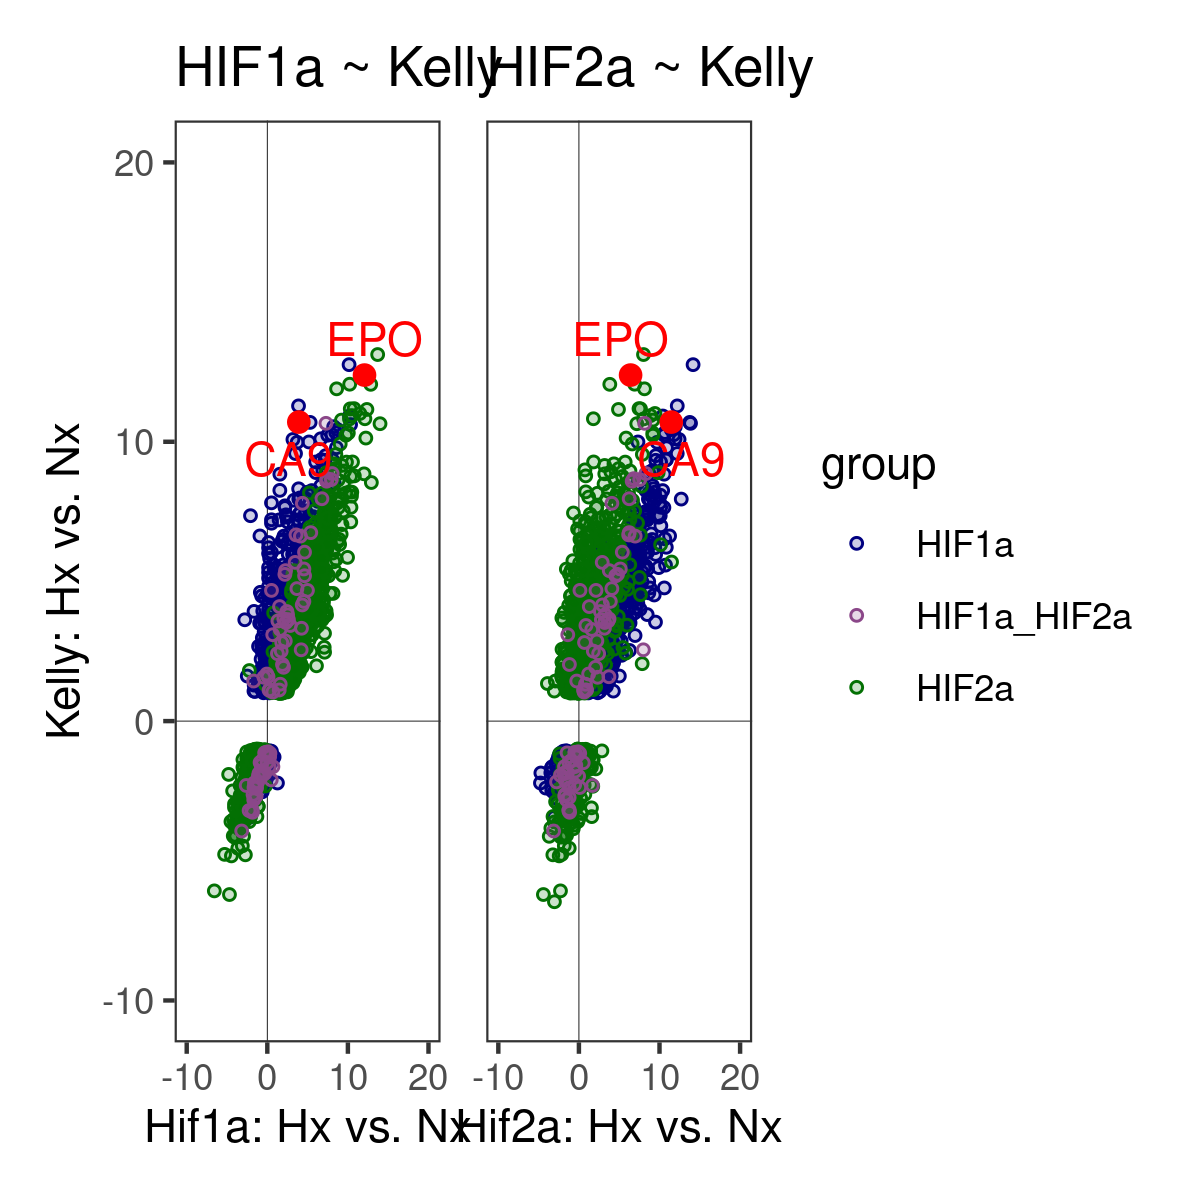 HIF1a ~ Kelly
HIF2a ~ Kelly
Kelly: Hx vs. Nx
20
10
0
-10
EPO
CA9
EPO
CA9
-10 0 10 20
-10 0 10 20
Hif1a: Hx vs. Nx
Hif2a: Hx vs. Nx
group
HIF1a
HIF1a_HIF2a
HIF2a